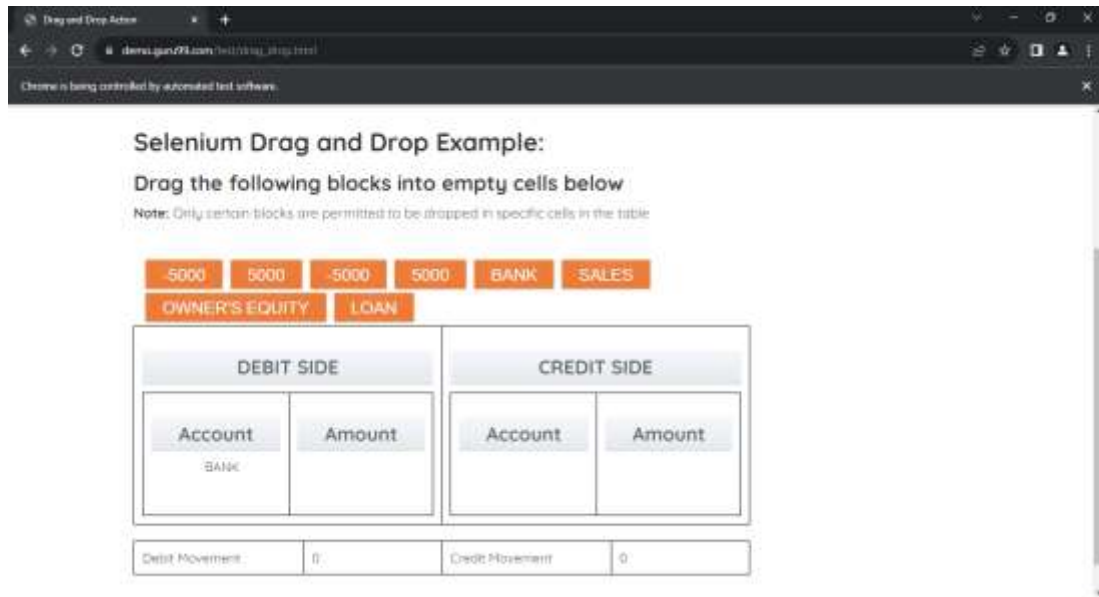 Drag and Drop Action
demo.guru99.com/test/drag_drop.html
Chrome is being controlled by automated test software.
Selenium Drag and Drop Example:
Drag the following blocks into empty cells below
Note: Only certain blocks are permitted to be dropped in specific cells in the table
-5000 5000 -5000 5000 BANK SALES
OWNER'S EQUITY LOAN
DEBIT SIDE CREDIT SIDE
Account Amount Account Amount
BANK
Debit Movement 0 Credit Movement 0